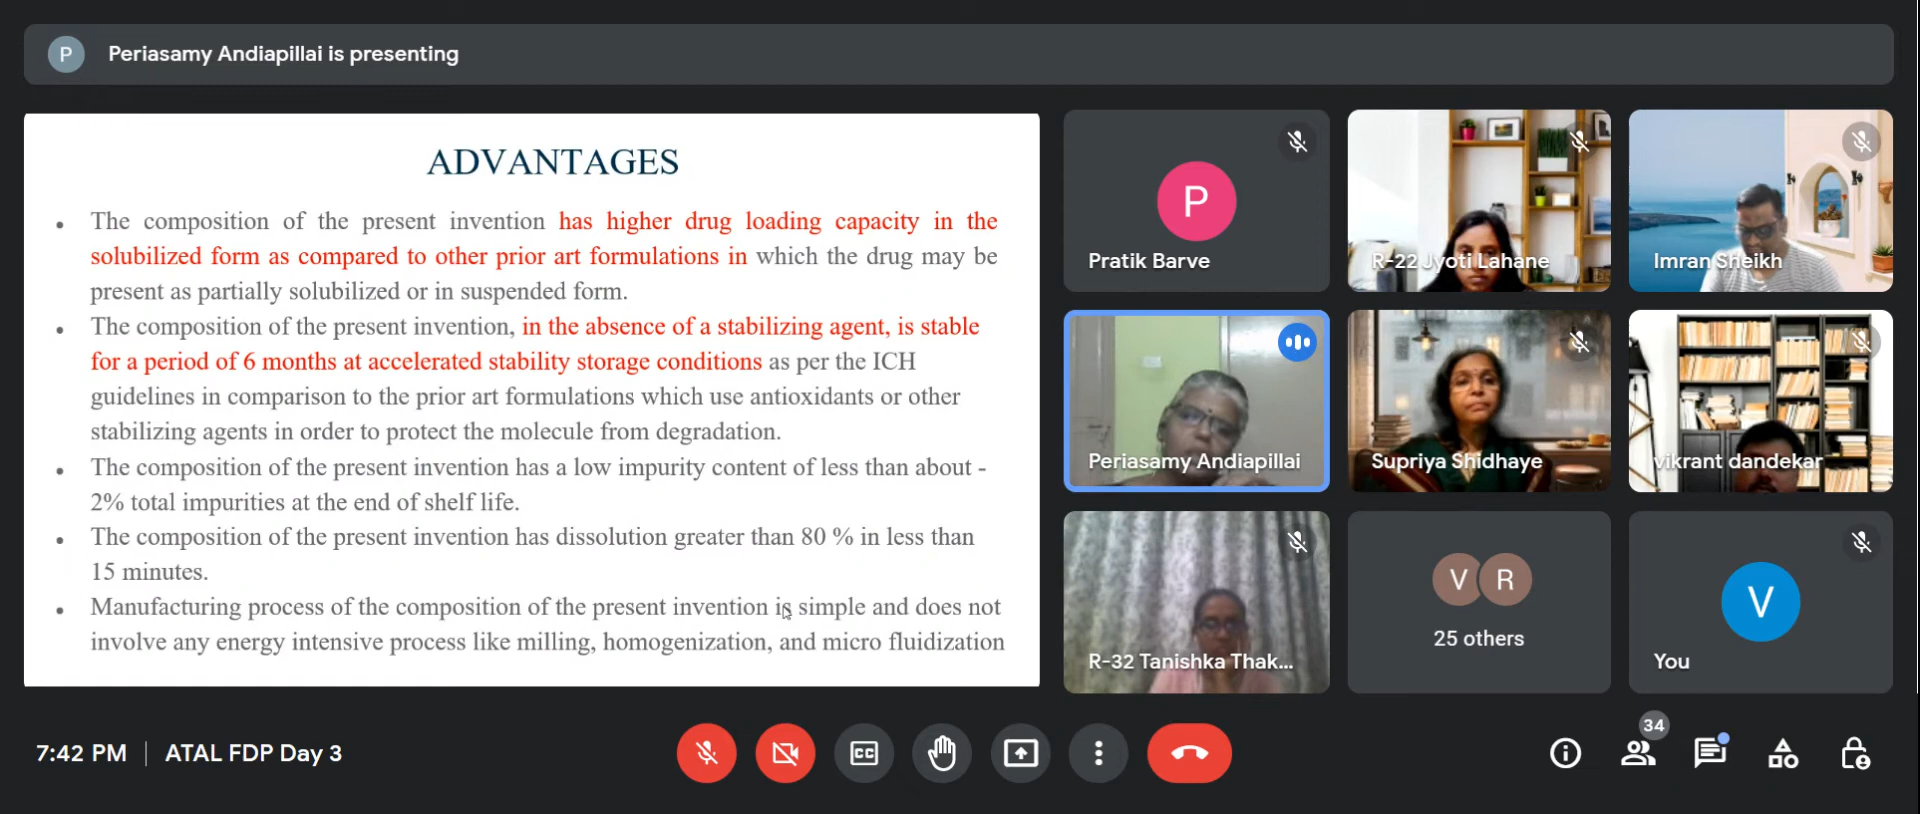 P
Periasamy Andiapillai is presenting
ADVANTAGES
• The composition of the present invention has higher drug loading capacity in the
solubilized form as compared to other prior art formulations in which the drug may be
present as partially solubilized or in suspended form.
• The composition of the present invention, in the absence of a stabilizing agent, is stable
for a period of 6 months at accelerated stability storage conditions as per the ICH
guidelines in comparison to the prior art formulations which use antioxidants or other
stabilizing agents in order to protect the molecule from degradation.
• The composition of the present invention has a low impurity content of less than about -
2% total impurities at the end of shelf life.
• The composition of the present invention has dissolution greater than 80 % in less than
15 minutes.
• Manufacturing process of the composition of the present invention is simple and does not
involve any energy intensive process like milling, homogenization, and micro fluidization
P
Pratik Barve
R-22 Jyoti Lahane
Imran Sheikh
Periasamy Andiapillai
Supriya Shidhaye
vikrant dandekar
R-32 Tanishka Thak...
V R
25 others
V
You
7:42 PM | ATAL FDP Day 3
CC
34